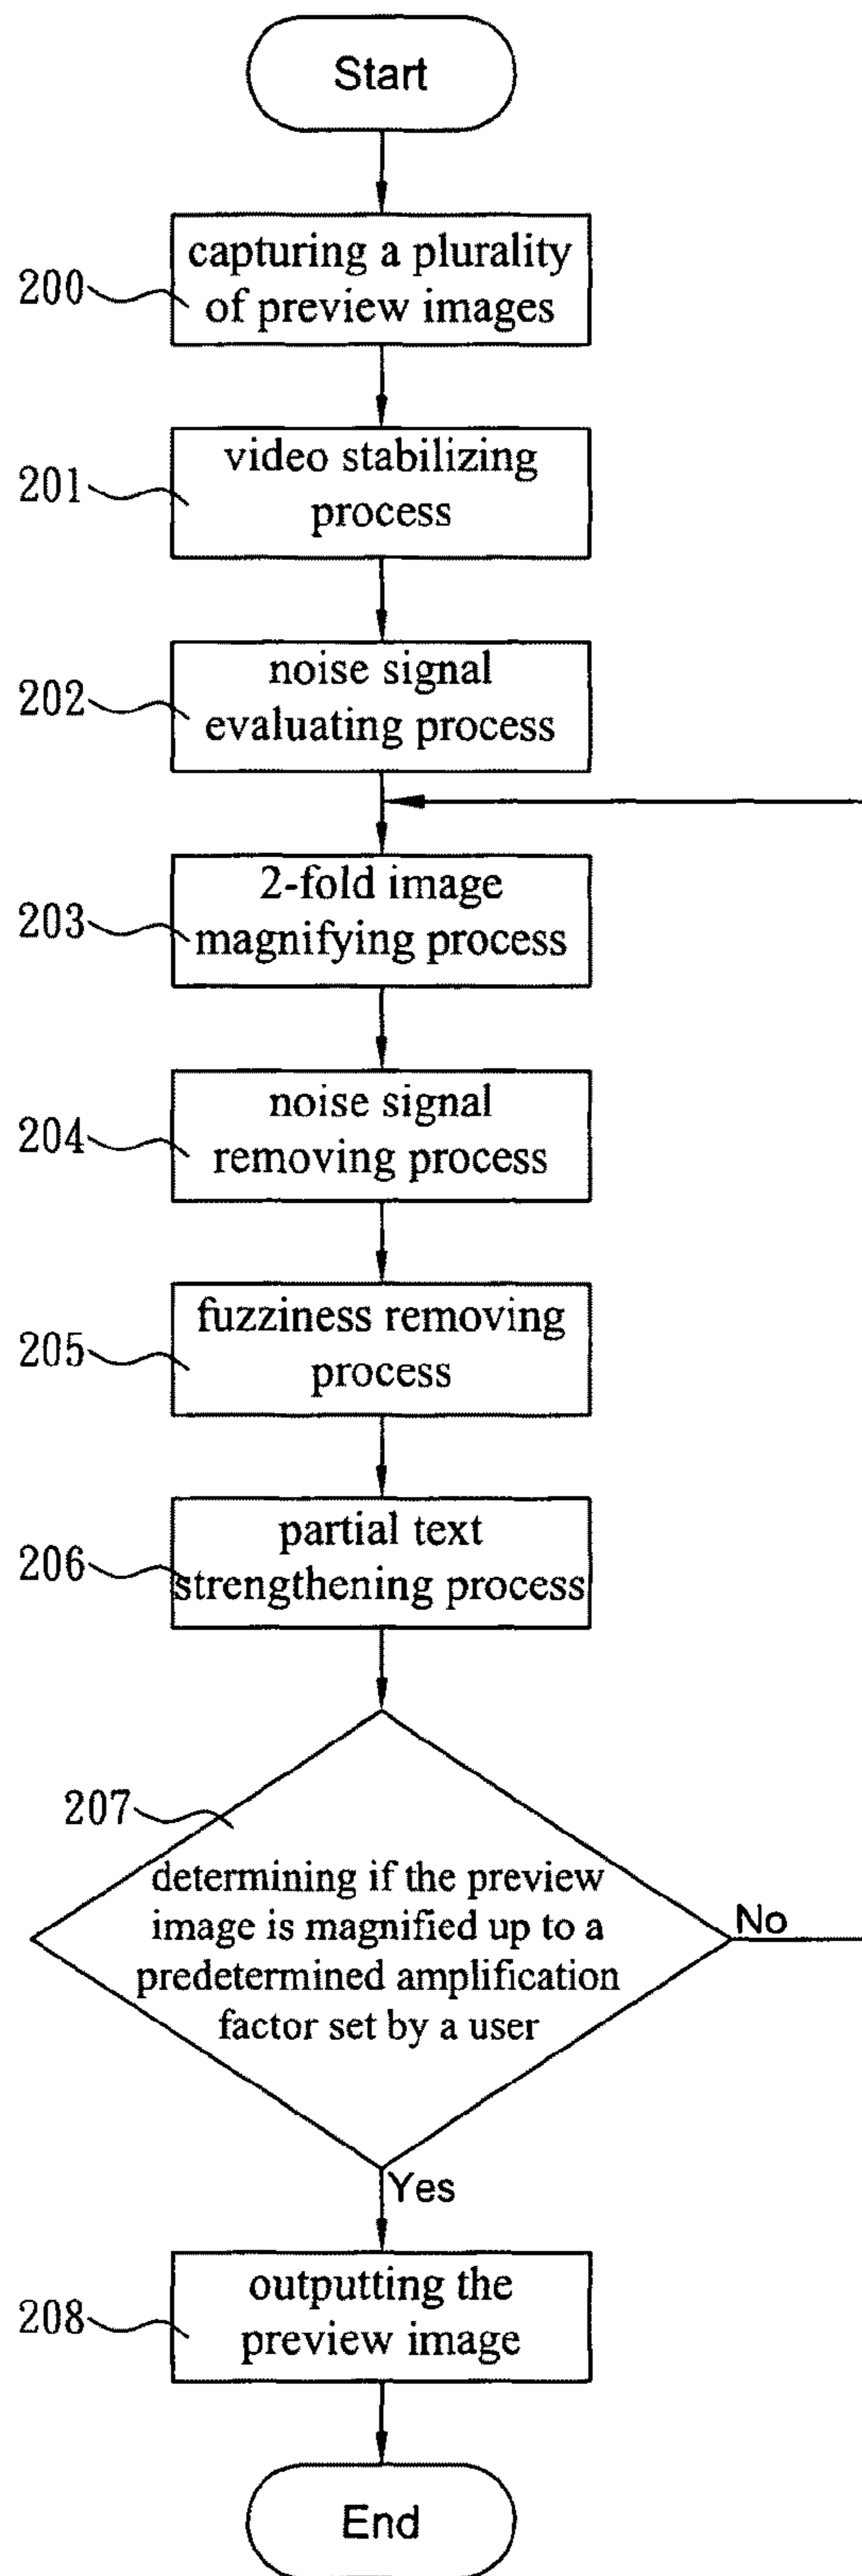 Start
200
capturing a plurality
of preview images
201
video stabilizing
process
202
noise signal
evaluating process
203
2-fold image
magnifying process
204
noise signal
removing process
205
fuzziness removing
process
206
partial text
strengthening process
207
determining if the preview
image is magnified up to a
predetermined amplification
factor set by a user
No
Yes
208
outputting the
preview image
End